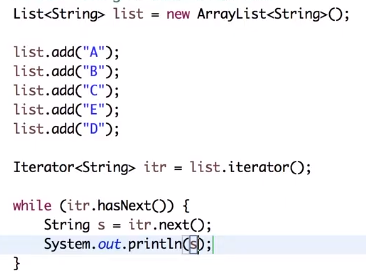 List<String> list = new ArrayList<String>();
list.add("A");
list.add("B");
list.add("C");
list.add("E");
list.add("D");
Iterator<String> itr = list.iterator();
while (itr.hasNext()) {
String s = itr.next();
System.out.println(s);
}